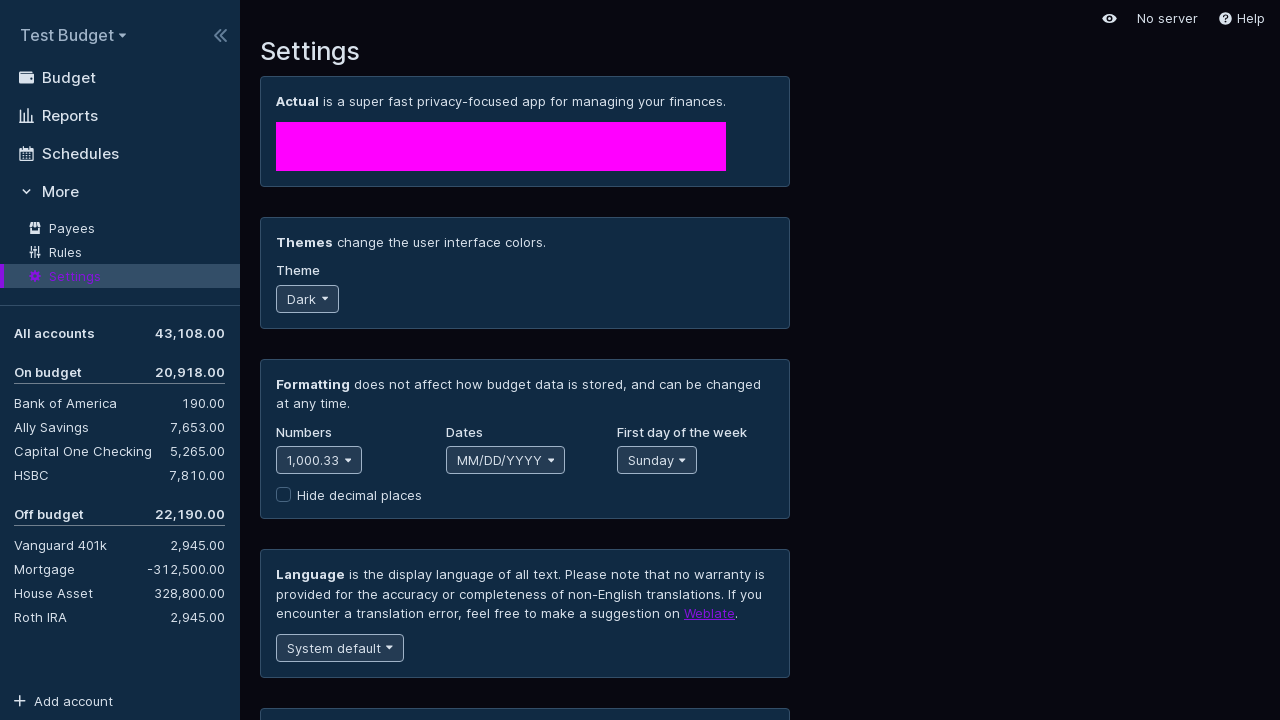 Test Budget
Budget
Reports
Schedules
More
Payees
Rules
Settings
All accounts 43,108.00
On budget 20,918.00
Bank of America 190.00
Ally Savings 7,653.00
Capital One Checking 5,265.00
HSBC 7,810.00
Off budget 22,190.00
Vanguard 401k 2,945.00
Mortgage -312,500.00
House Asset 328,800.00
Roth IRA 2,945.00
Add account
No server Help
Settings
Actual is a super fast privacy-focused app for managing your finances.
Themes change the user interface colors.
Theme
Dark
Formatting does not affect how budget data is stored, and can be changed
at any time.
Numbers Dates First day of the week
1,000.33 MM/DD/YYYY Sunday
Hide decimal places
Language is the display language of all text. Please note that no warranty is
provided for the accuracy or completeness of non-English translations. If you
encounter a translation error, feel free to make a suggestion on Weblate.
System default